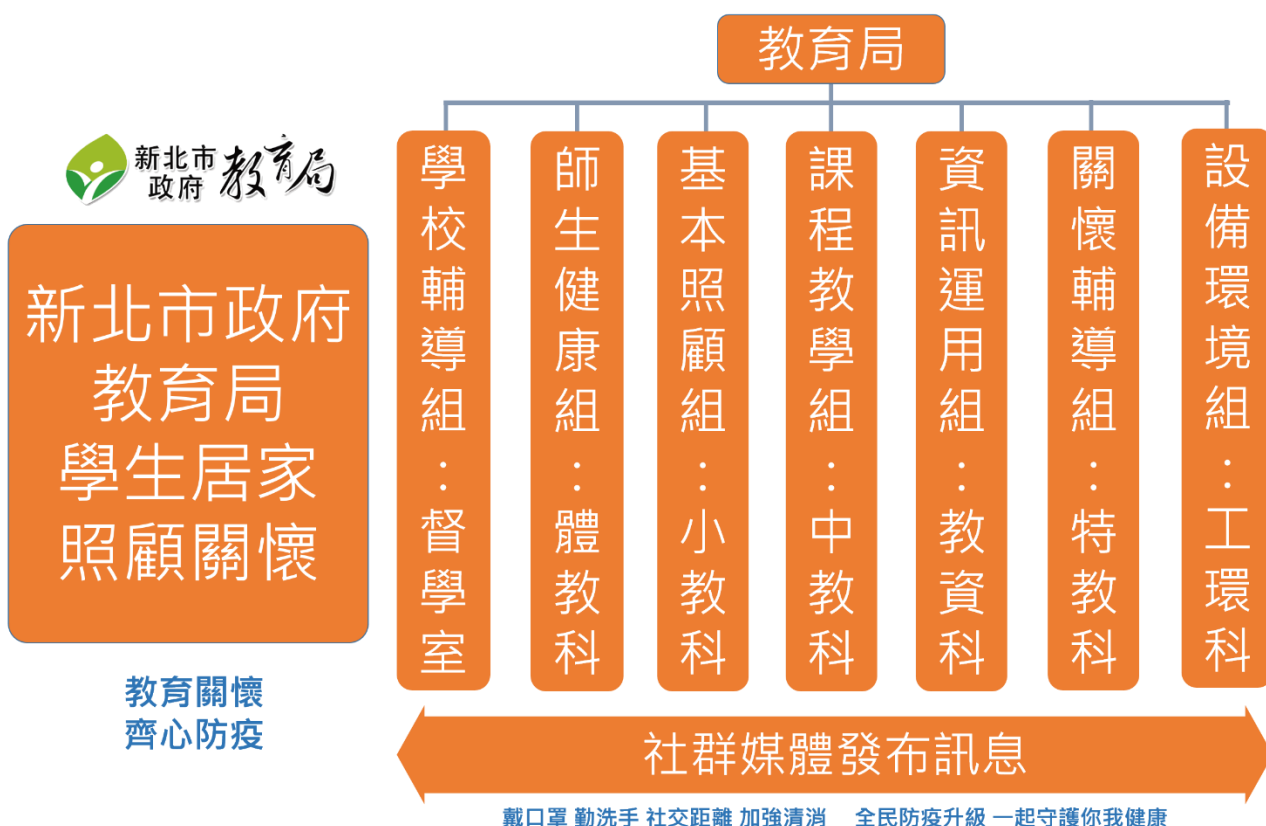 教育局
新北市
政府
教育局
新北市政府
教育局
學生居家
照顧關懷
教育關懷
齊心防疫
學校輔導組：督學室
師生健康組：體教科
基本照顧組：小教科
課程教學組：中教科
資訊運用組：教資科
關懷輔導組：特教科
設備環境組：工環科
社群媒體發布訊息
戴口罩 勤洗手 社交距離 加強清消 全民防疫升級 一起守護你我健康